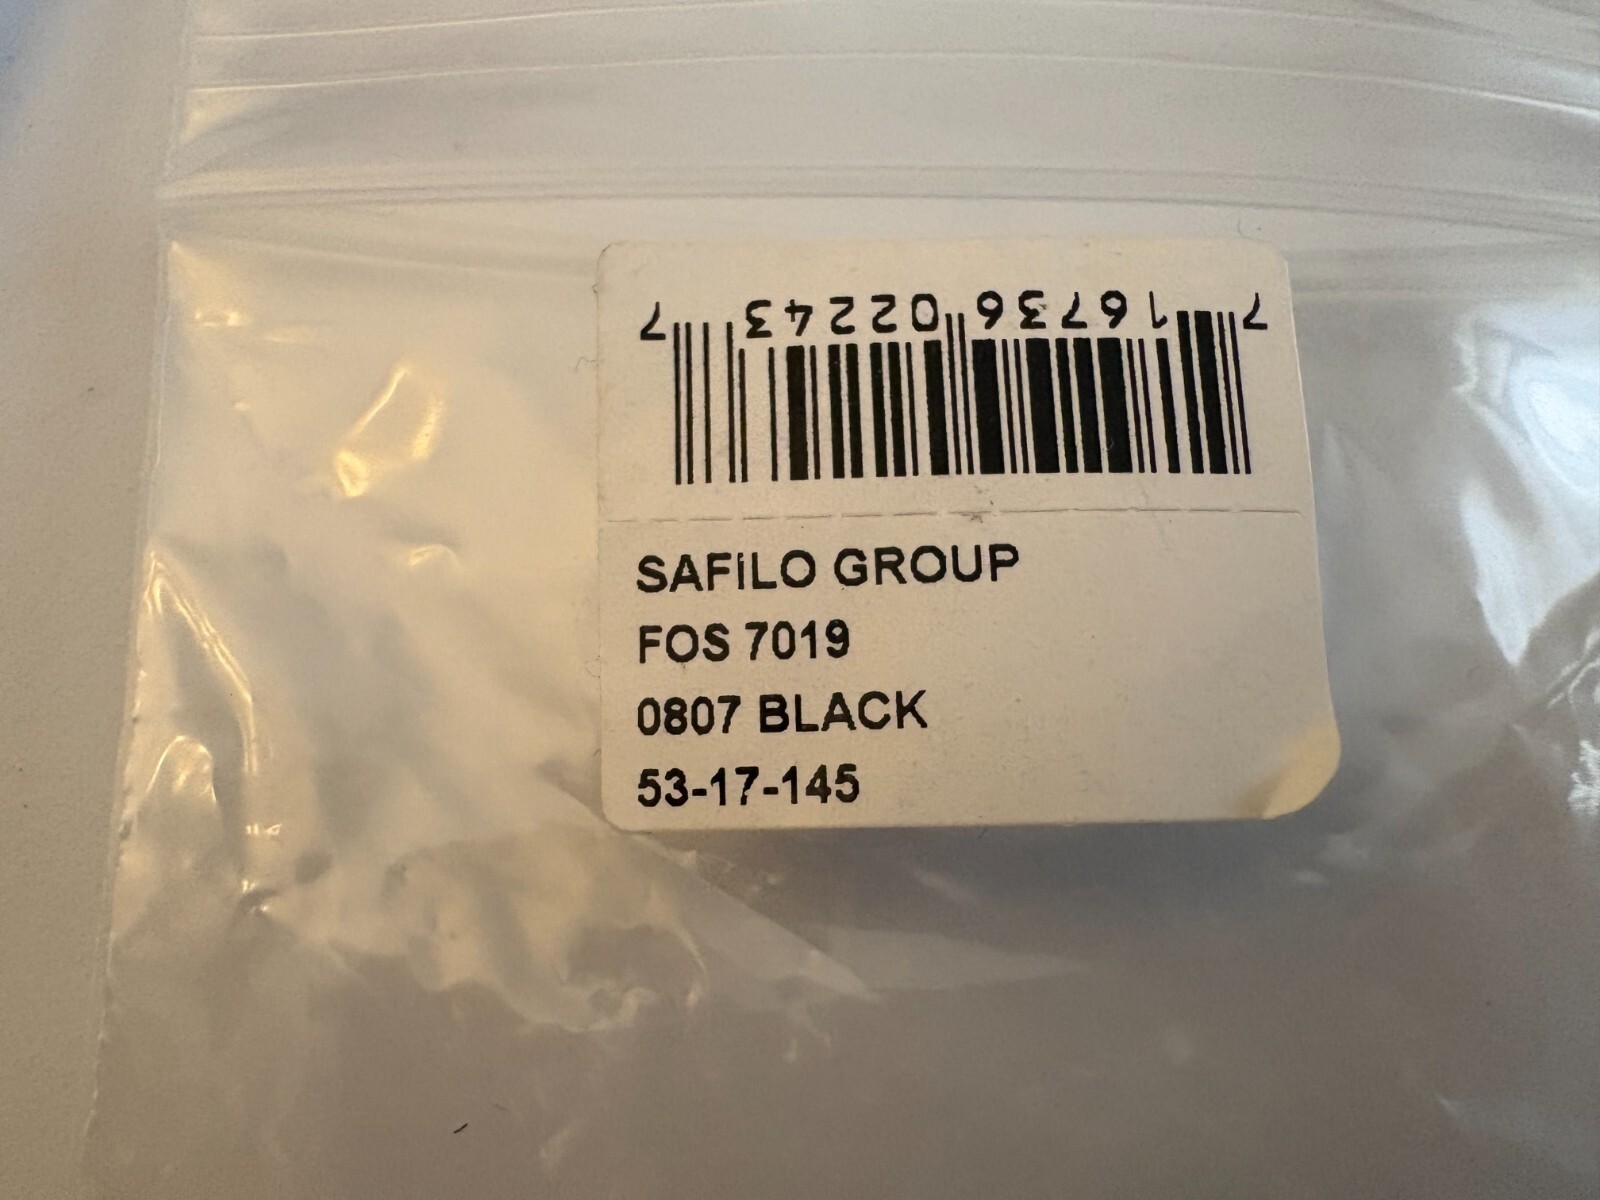 7 16736 02243 7
SAFILO GROUP
FOS 7019
0807 BLACK
53-17-145